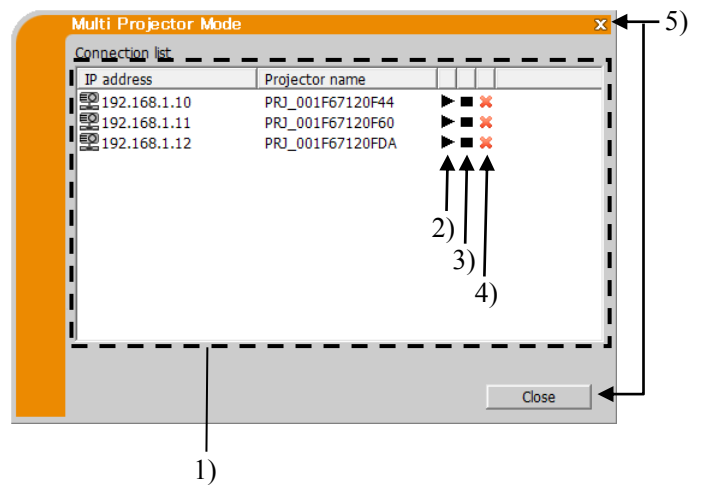 Multi Projector Mode x 5)
Connection list
IP address Projector name
192.168.1.10 PRJ_001F67120F44
192.168.1.11 PRJ_001F67120F60
192.168.1.12 PRJ_001F67120FDA
2)
3)
4)
Close
1)